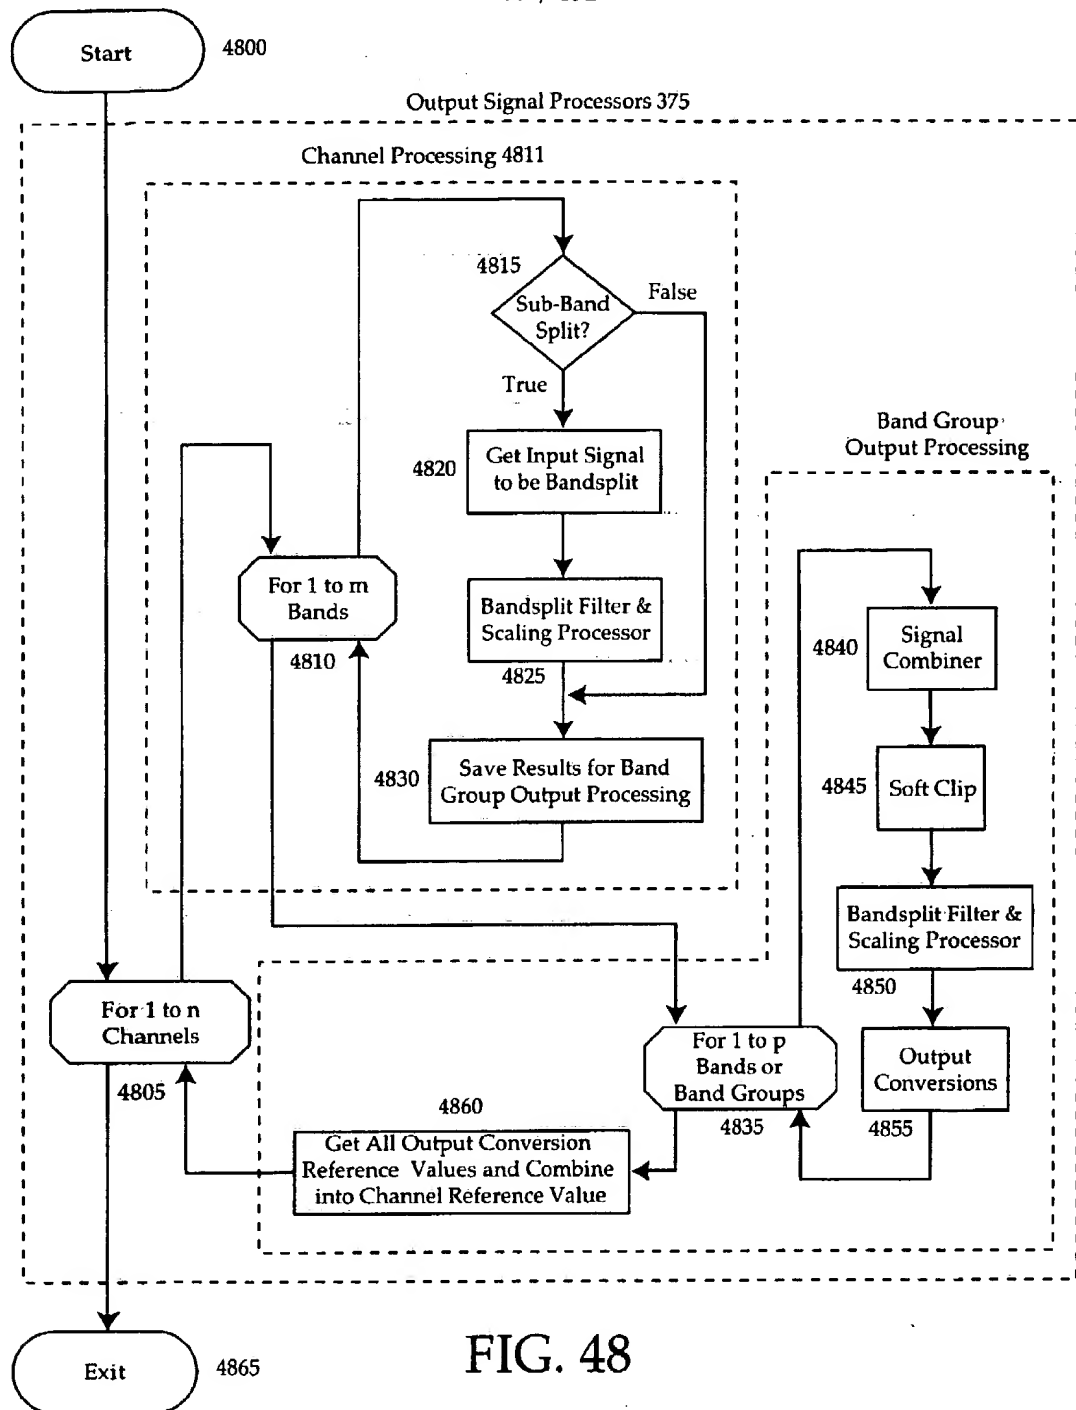 Start
4800
Output Signal Processors 375
Channel Processing 4811
4815
Sub-Band
Split?
False
True
4820
Get Input Signal
to be Bandsplit
Band Group
Output Processing
For 1 to m
Bands
4810
Bandsplit Filter &
Scaling Processor
4825
4830
Save Results for Band
Group Output Processing
4840
Signal
Combiner
4845
Soft Clip
Bandsplit Filter &
Scaling Processor
4850
For 1 to n
Channels
4805
For 1 to p
Bands or
Band Groups
4835
Output
Conversions
4855
4860
Get All Output Conversion
Reference Values and Combine
into Channel Reference Value
Exit
4865
FIG. 48